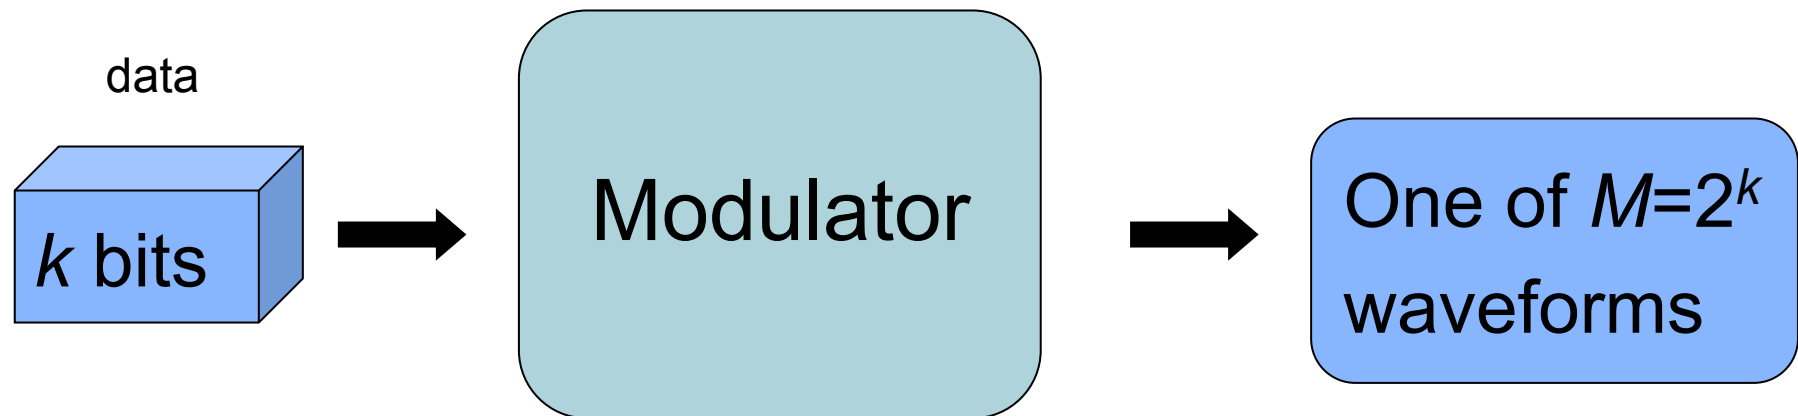 data
k bits
Modulator
One of M=2ᵏ
waveforms